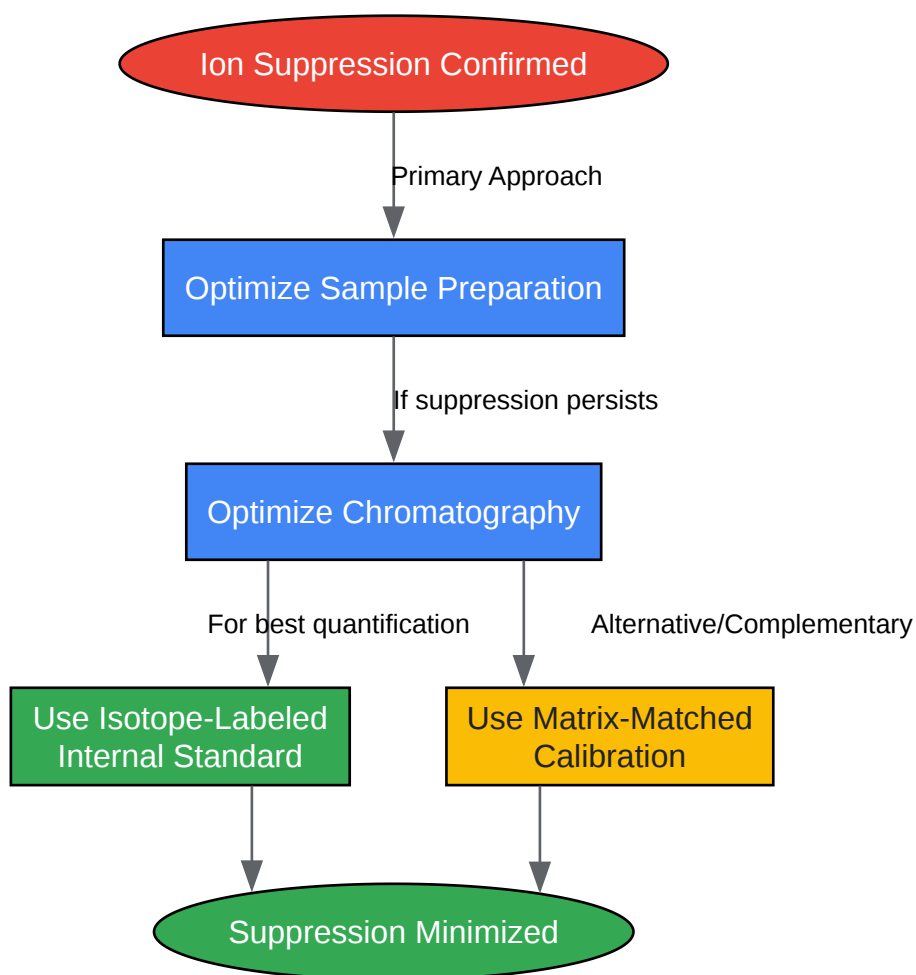 Ion Suppression Confirmed
Primary Approach
Optimize Sample Preparation
If suppression persists
Optimize Chromatography
For best quantification
Alternative/Complementary
Use Isotope-Labeled
Internal Standard
Use Matrix-Matched
Calibration
Suppression Minimized